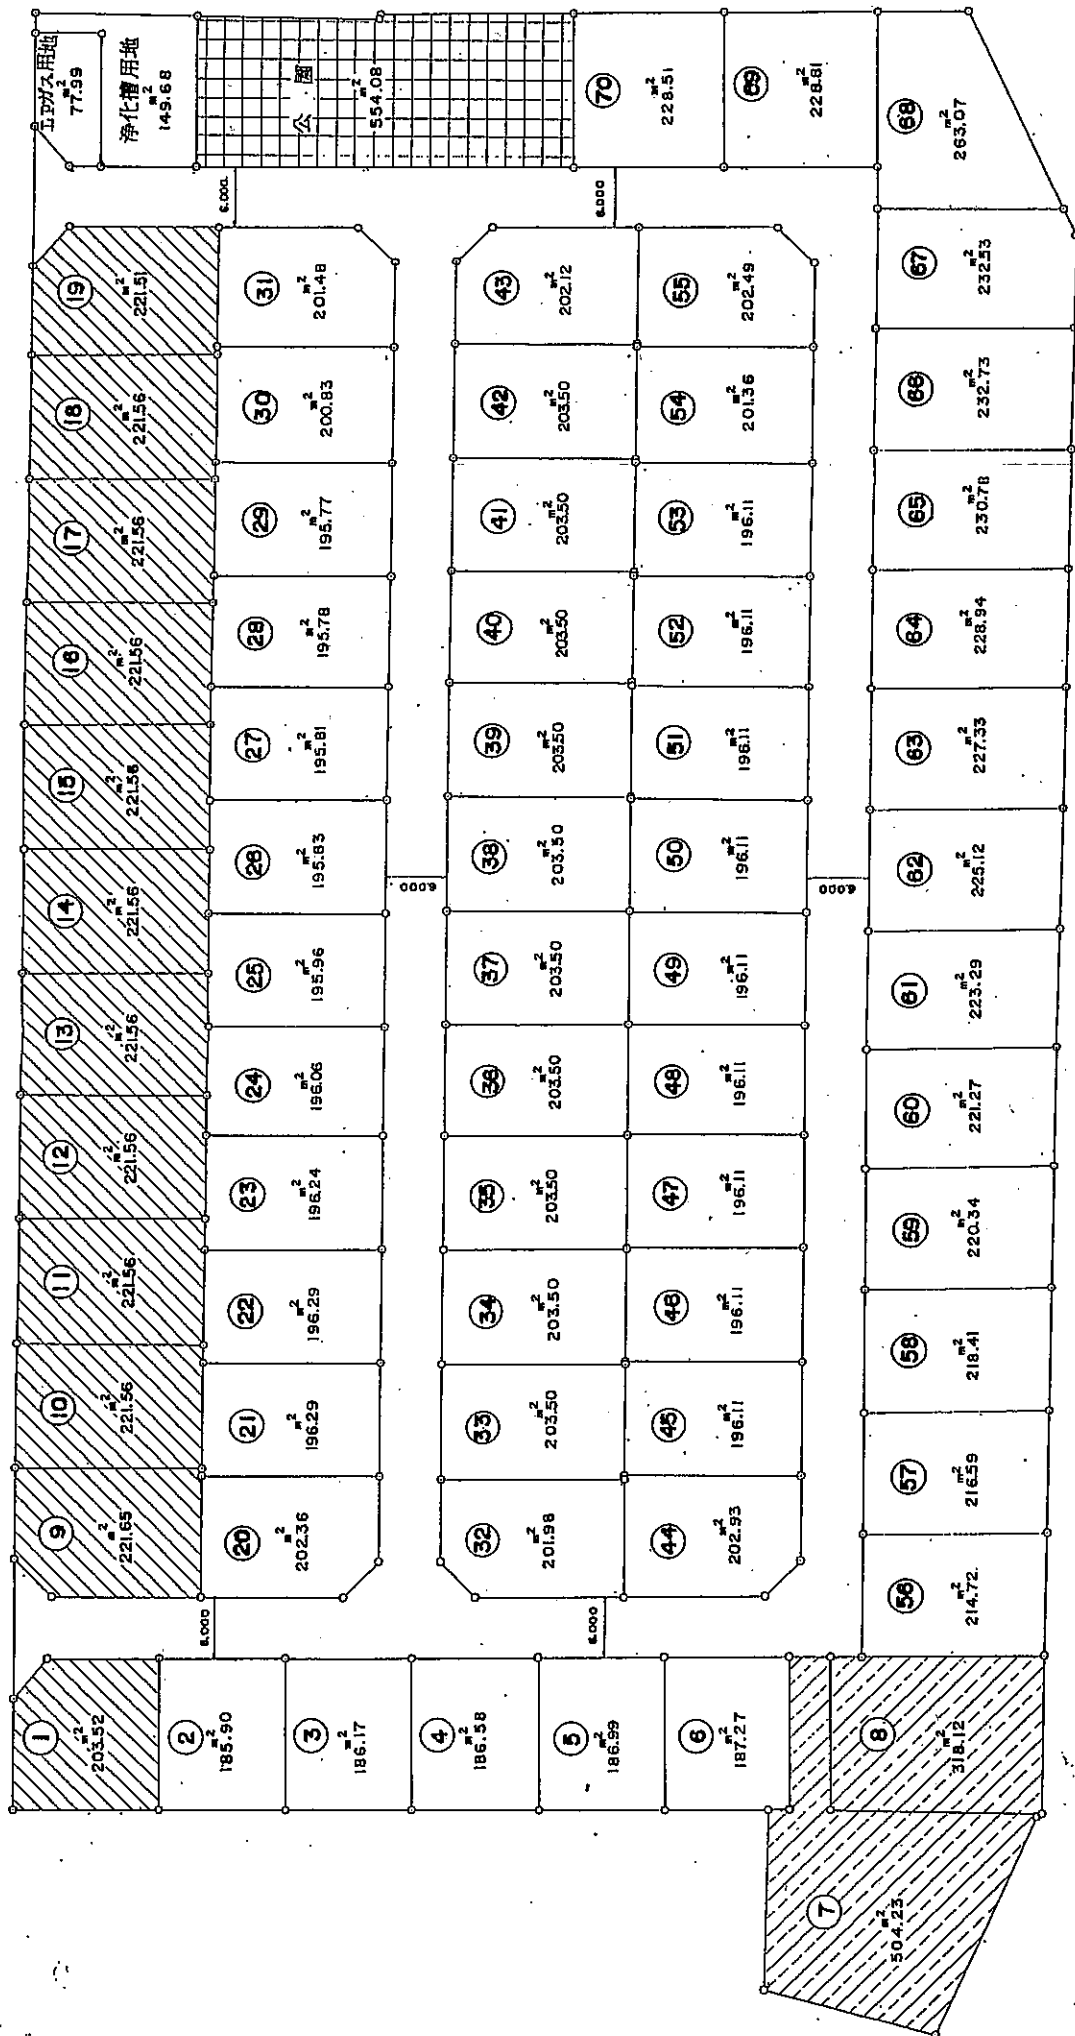 エコガス用地
m²
77.99
浄化槽用地
m²
149.68
公園
m²
554.08
70
m²
228.51
69
m²
228.81
68
m²
263.07
6.000
6.000
19
m²
221.51
18
m²
221.56
17
m²
221.56
16
m²
221.56
15
m²
221.56
14
m²
221.56
13
m²
221.56
12
m²
221.56
11
m²
221.56
10
m²
221.56
9
m²
221.65
31
m²
201.48
30
m²
200.83
29
m²
195.77
28
m²
195.78
27
m²
195.81
26
m²
195.83
25
m²
195.96
24
m²
196.06
23
m²
196.24
22
m²
196.29
21
m²
196.29
20
m²
202.36
6.000
43
m²
202.12
42
m²
203.50
41
m²
203.50
40
m²
203.50
39
m²
203.50
38
m²
203.50
37
m²
203.50
36
m²
203.50
35
m²
203.50
34
m²
203.50
33
m²
203.50
32
m²
201.98
55
m²
202.49
54
m²
201.36
53
m²
196.11
52
m²
196.11
51
m²
196.11
50
m²
196.11
49
m²
196.11
48
m²
196.11
47
m²
196.11
46
m²
196.11
45
m²
196.11
44
m²
202.93
6.000
67
m²
232.53
66
m²
232.73
65
m²
230.78
64
m²
228.94
63
m²
227.33
62
m²
225.12
61
m²
223.29
60
m²
221.27
59
m²
220.34
58
m²
218.41
57
m²
216.59
56
m²
214.72
6.000
6.000
1
m²
203.52
2
m²
185.90
3
m²
186.17
4
m²
186.58
5
m²
186.99
6
m²
187.27
8
m²
318.12
7
m²
504.23